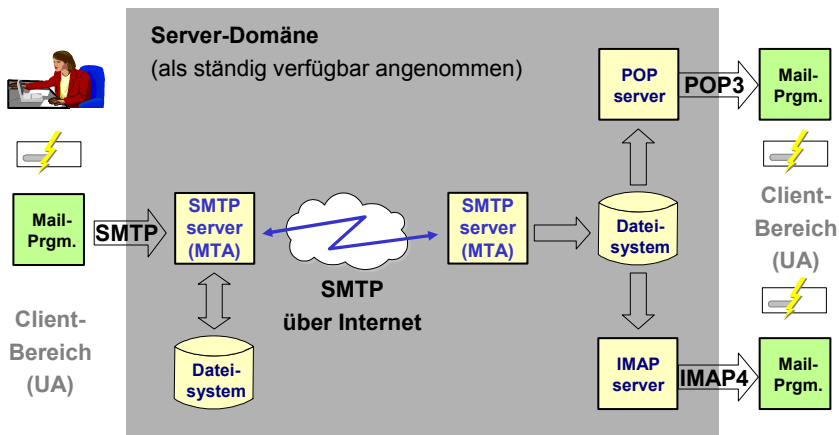 Server-Domäne
(als ständig verfügbar angenommen)
POP
server
POP3
Mail-
Prgm.
Mail-
Prgm.
SMTP
SMTP
server
(MTA)
SMTP
über Internet
SMTP
server
(MTA)
Datei-
system
Client-
Bereich
(UA)
Client-
Bereich
(UA)
Datei-
system
IMAP
server
IMAP4
Mail-
Prgm.